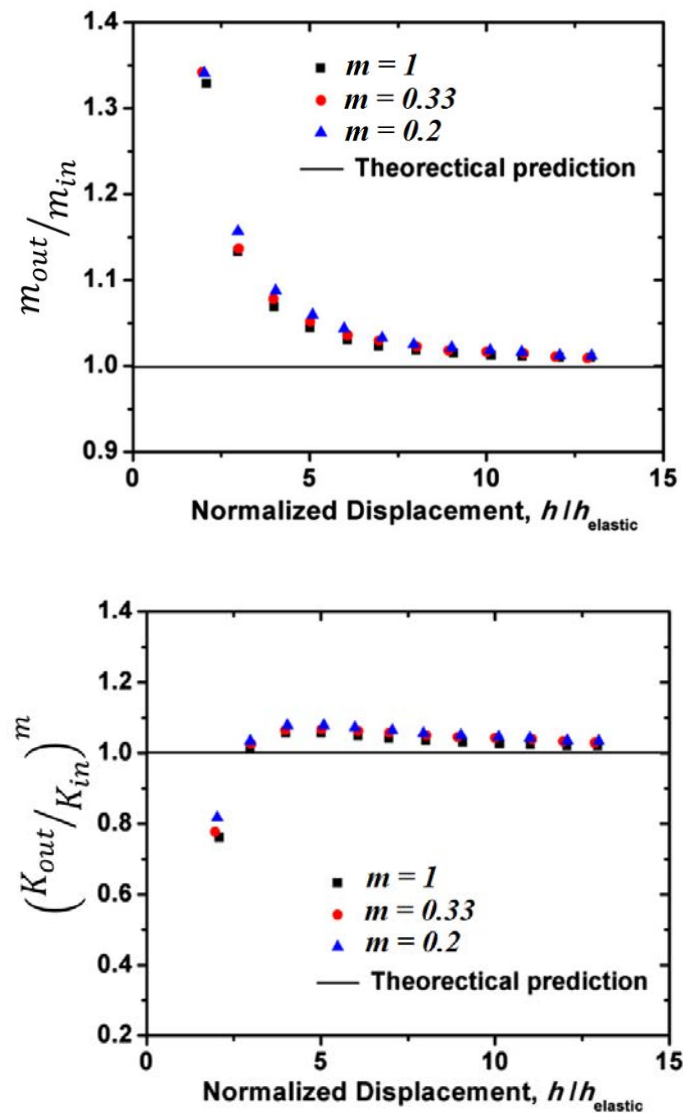 1.4
1.3
1.2
1.1
1.0
0.9
m_out/m_in
m = 1
m = 0.33
m = 0.2
Theorectical prediction
0 5 10 15
Normalized Displacement, h/h_elastic
1.4
1.2
1.0
0.8
0.6
0.4
0.2
(K_out/K_in)^m
m = 1
m = 0.33
m = 0.2
Theorectical prediction
0 5 10 15
Normalized Displacement, h/h_elastic